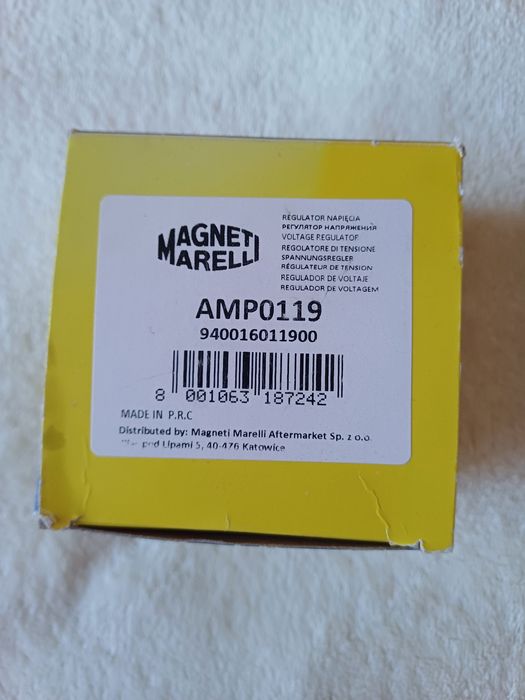 MAGNETI
MARELLI
REGULATOR NAPIĘCIA
РЕГУЛЯТОР НАПРЯЖЕНИЯ
VOLTAGE REGULATOR
REGOLATORE DI TENSIONE
SPANNUNGSREGLER
RÉGULATEUR DE TENSION
REGULADOR DE VOLTAJE
REGULADOR DE VOLTAGEM
AMP0119
940016011900
8 001063 187242
MADE IN P.R.C
Distributed by: Magneti Marelli Aftermarket Sp. z o.o.
pod Lipami 5, 40-476 Katowice